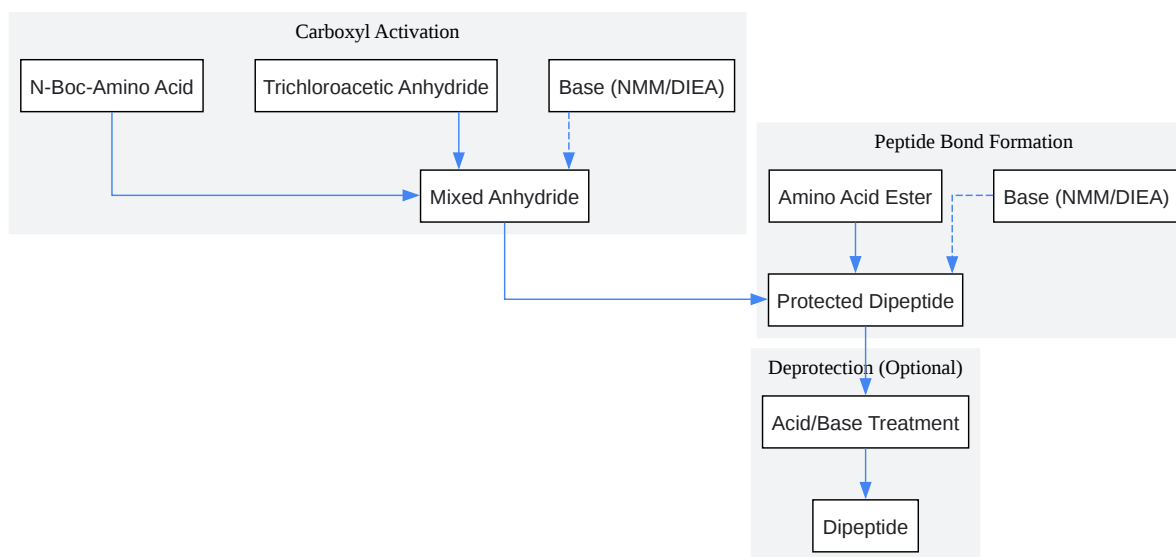 Carboxyl Activation
N-Boc-Amino Acid
Trichloroacetic Anhydride
Base (NMM/DIEA)
Mixed Anhydride
Peptide Bond Formation
Amino Acid Ester
Base (NMM/DIEA)
Protected Dipeptide
Deprotection (Optional)
Acid/Base Treatment
Dipeptide